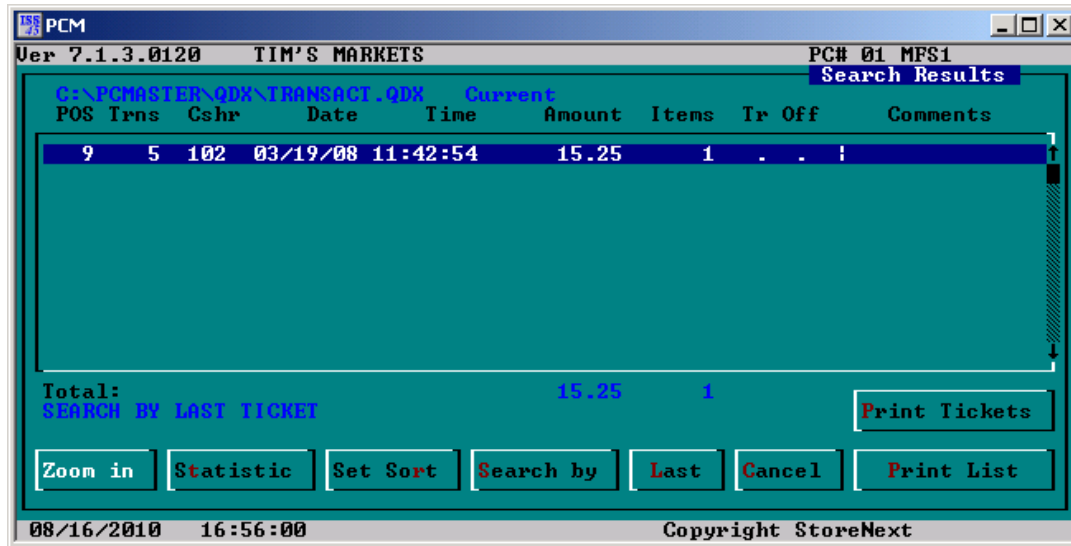 ISS 45 PCM
Ver 7.1.3.0120 TIM'S MARKETS PC# 01 MFS1
Search Results
C:\PCMASTER\QDX\TRANSACT.QDX Current
POS Trns Cshr Date Time Amount Items Tr Off Comments
9 5 102 03/19/08 11:42:54 15.25 1 . . ¦
Total: 15.25 1
SEARCH BY LAST TICKET
Print Tickets
Zoom in Statistic Set Sort Search by Last Cancel Print List
08/16/2010 16:56:00 Copyright StoreNext